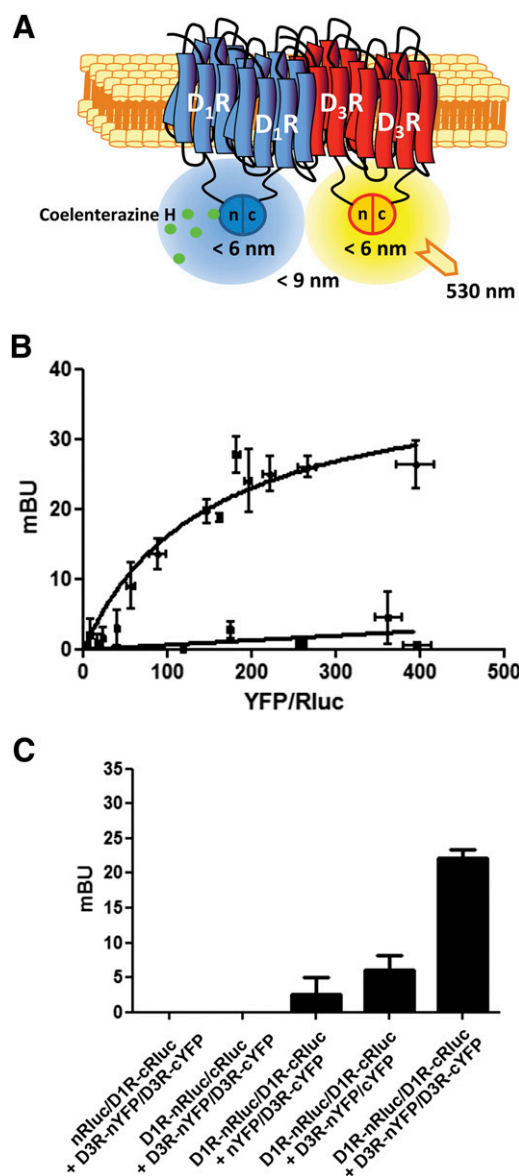 A
D1R
D1R
D3R
D3R
Coelenterazine H
n c
< 6 nm
n c
< 6 nm
< 9 nm
530 nm
B
40
30
20
10
0
mBU
0 100 200 300 400 500
YFP/Rluc
C
35
30
25
20
15
10
5
0
mBU
nRluc/D1R-cRluc
+ D3R-nYFP/D3R-cYFP
D1R-nRluc/cRluc
+ D3R-nYFP/D3R-cYFP
D1R-nRluc/D1R-cRluc
+ nYFP/D3R-cYFP
D1R-nRluc/D1R-cRluc
+ D3R-nYFP/cYFP
D1R-nRluc/D1R-cRluc
+ D3R-nYFP/D3R-cYFP